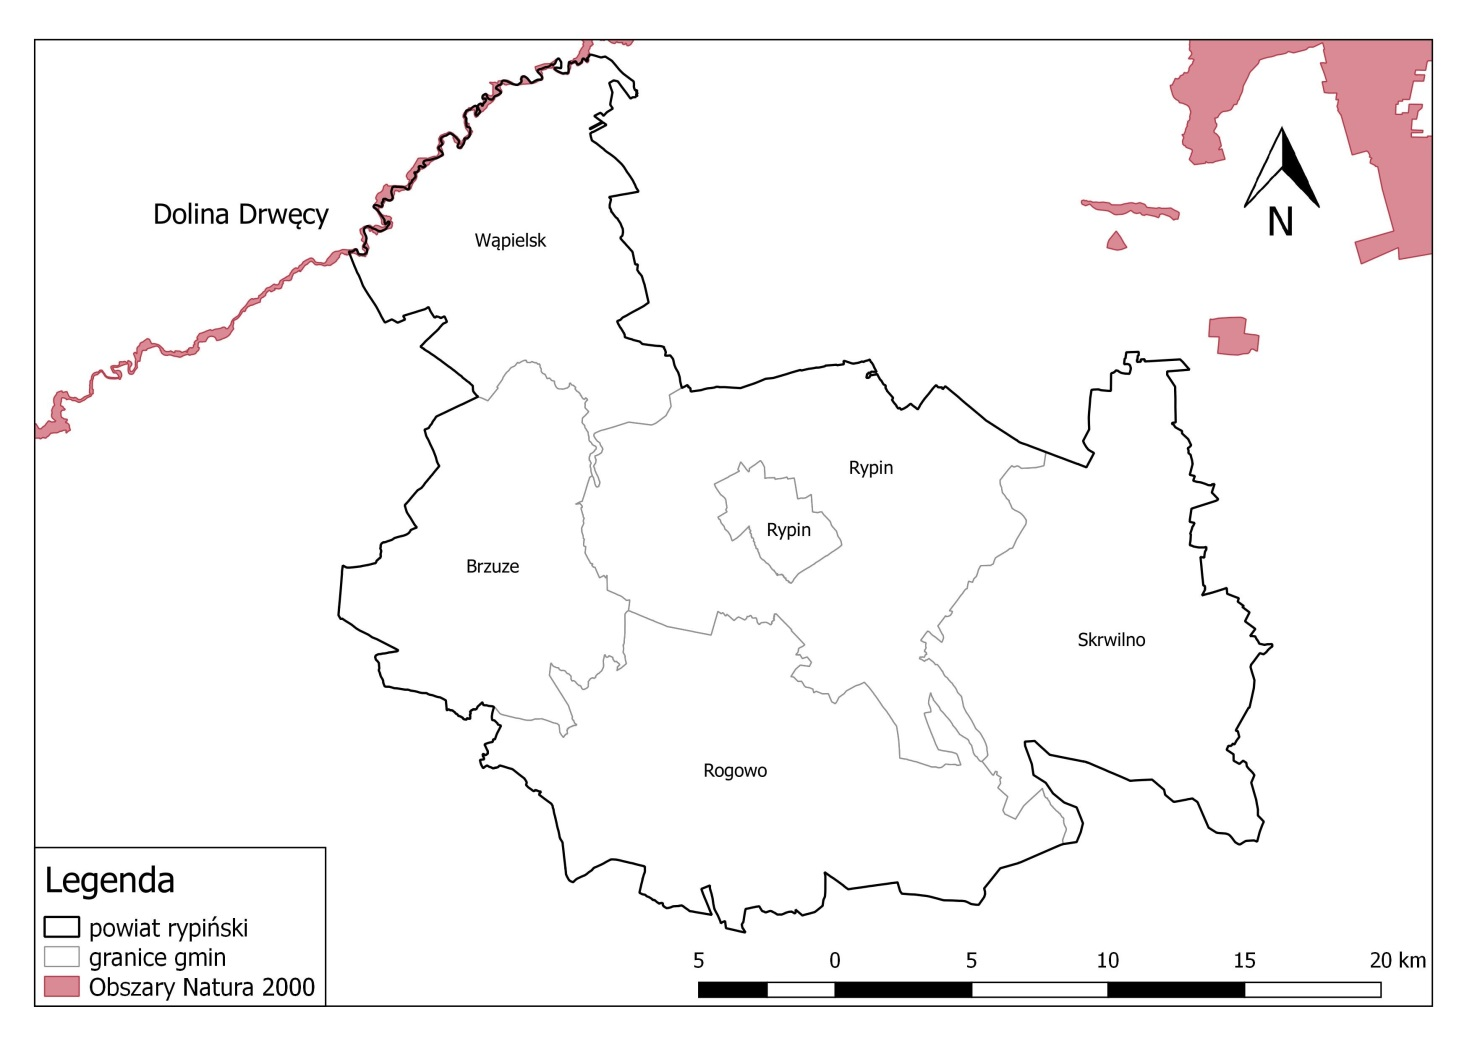 Dolina Drwęcy
N
Wąpielsk
Rypin
Rypin
Brzuze
Skrwilno
Rogowo
Legenda
powiat rypiński
granice gmin
Obszary Natura 2000
5 0 5 10 15 20 km